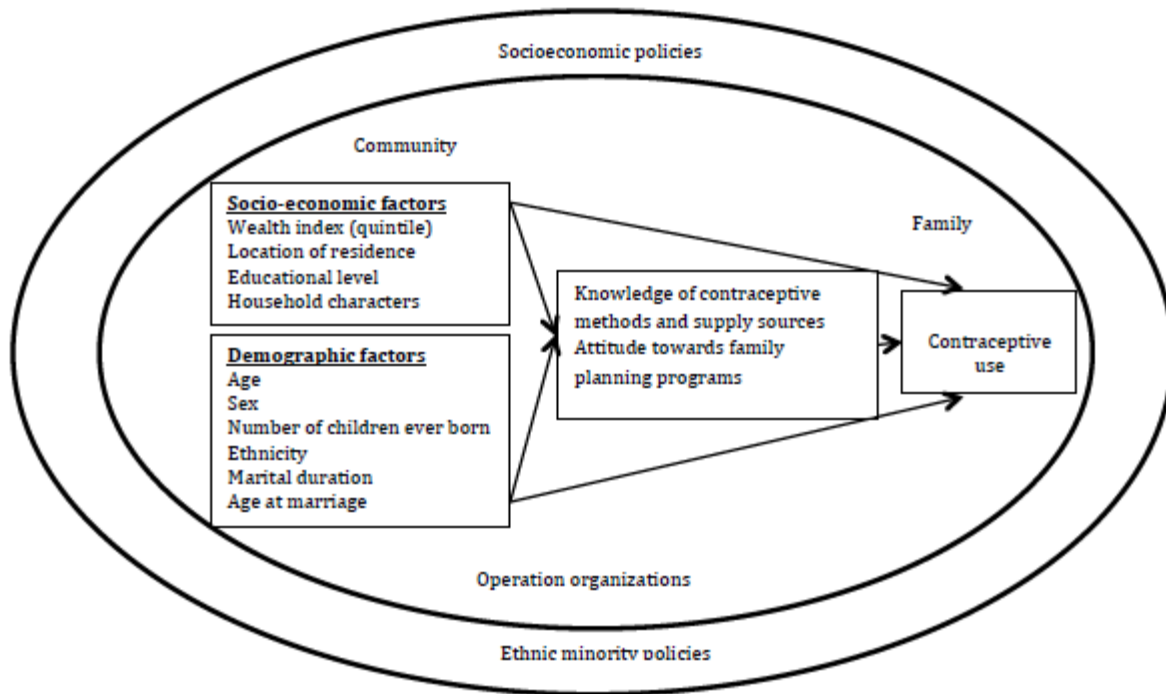 Socioeconomic policies
Community
Socio-economic factors
Wealth index (quintile)
Location of residence
Educational level
Household characters
Family
Knowledge of contraceptive
methods and supply sources
Attitude towards family
planning programs
Contraceptive
use
Demographic factors
Age
Sex
Number of children ever born
Ethnicity
Marital duration
Age at marriage
Operation organizations
Ethnic minority policies